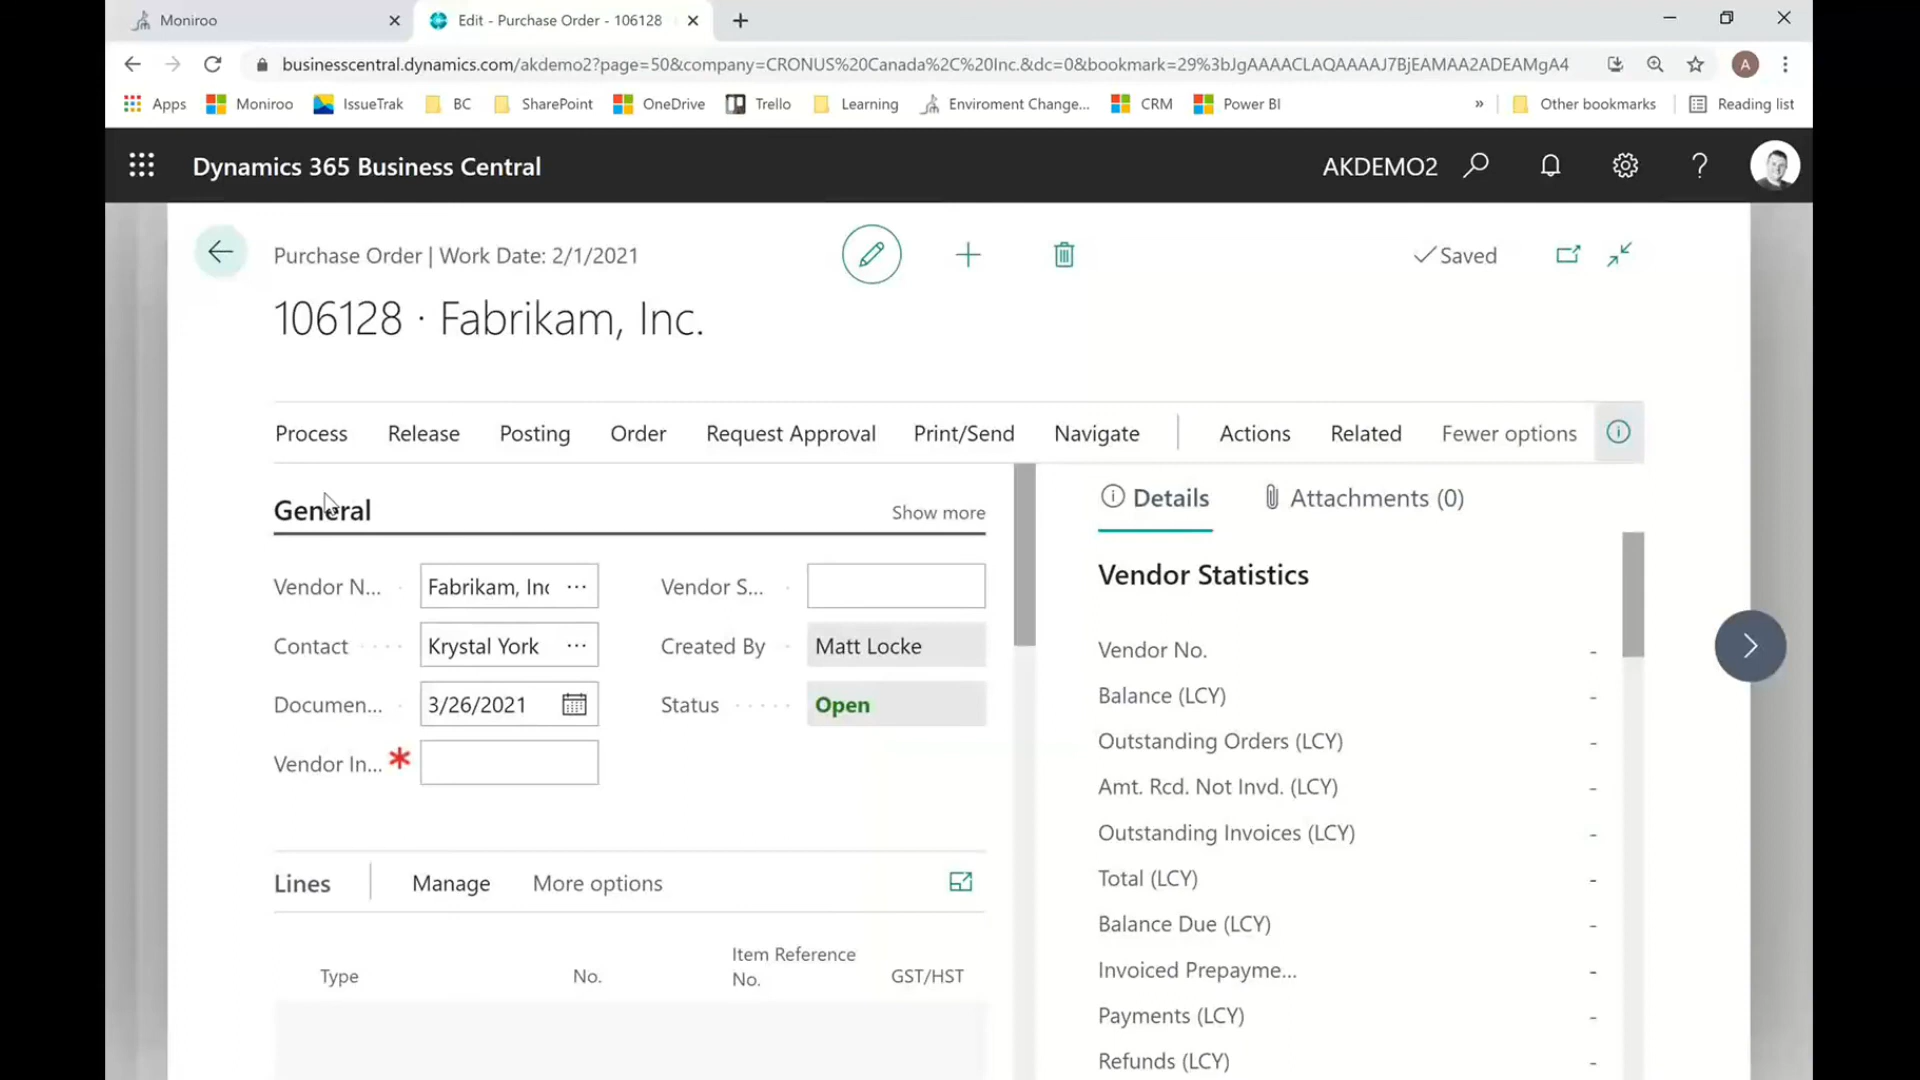 Moniroo
Edit - Purchase Order - 106128
businesscentral.dynamics.com/akdemo2?page=50&company=CRONUS%20Canada%2C%20Inc.&dc=0&bookmark=29%3bJgAAAACLAQAAAAJ7BjEAMAA2ADEAMgA4
A
Apps
Moniroo
IssueTrak
BC
SharePoint
OneDrive
Trello
Learning
Enviroment Change...
CRM
Power BI
»
Other bookmarks
Reading list
Dynamics 365 Business Central
AKDEMO2
Purchase Order | Work Date: 2/1/2021
Saved
106128 · Fabrikam, Inc.
Process
Release
Posting
Order
Request Approval
Print/Send
Navigate
Actions
Related
Fewer options
General
Show more
Vendor N...
Fabrikam, Inc
Vendor S...
Contact
Krystal York
Created By
Matt Locke
Documen...
3/26/2021
Status
Open
Vendor In...
Lines
Manage
More options
Type
No.
Item Reference
No.
GST/HST
Details
Attachments (0)
Vendor Statistics
Vendor No. -
Balance (LCY) -
Outstanding Orders (LCY) -
Amt. Rcd. Not Invd. (LCY) -
Outstanding Invoices (LCY) -
Total (LCY) -
Balance Due (LCY) -
Invoiced Prepayme... -
Payments (LCY) -
Refunds (LCY) -